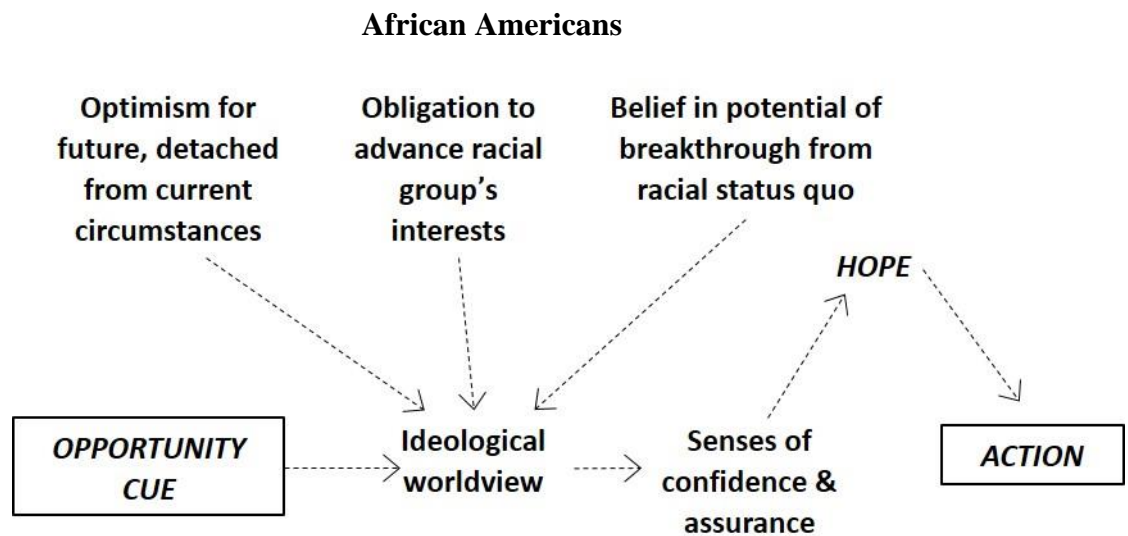 African Americans
Optimism for
future, detached
from current
circumstances
Obligation to
advance racial
group’s
interests
Belief in potential of
breakthrough from
racial status quo
HOPE
OPPORTUNITY
CUE
Ideological
worldview
Senses of
confidence &
assurance
ACTION